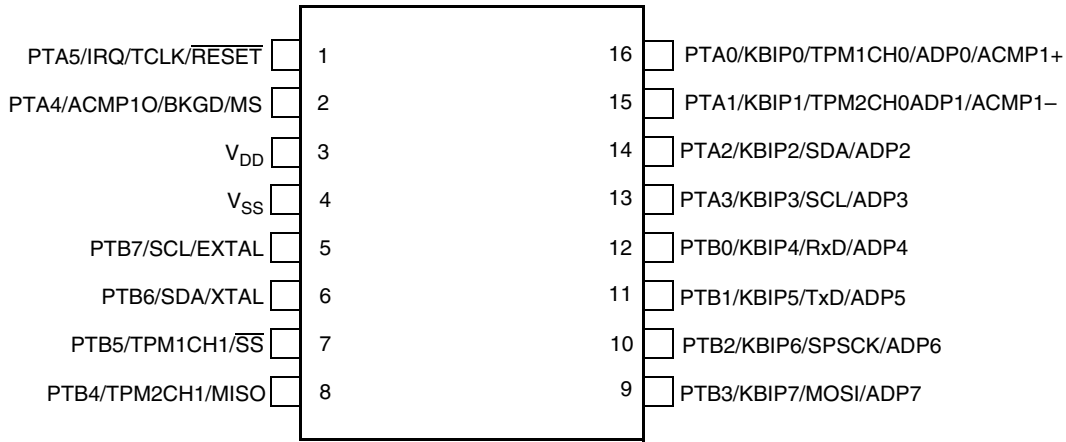 PTA5/IRQ/TCLK/RESET 1 16 PTA0/KBIP0/TPM1CH0/ADP0/ACMP1+
PTA4/ACMP1O/BKGD/MS 2 15 PTA1/KBIP1/TPM2CH0ADP1/ACMP1–
VDD 3 14 PTA2/KBIP2/SDA/ADP2
VSS 4 13 PTA3/KBIP3/SCL/ADP3
PTB7/SCL/EXTAL 5 12 PTB0/KBIP4/RxD/ADP4
PTB6/SDA/XTAL 6 11 PTB1/KBIP5/TxD/ADP5
PTB5/TPM1CH1/SS 7 10 PTB2/KBIP6/SPSCK/ADP6
PTB4/TPM2CH1/MISO 8 9 PTB3/KBIP7/MOSI/ADP7